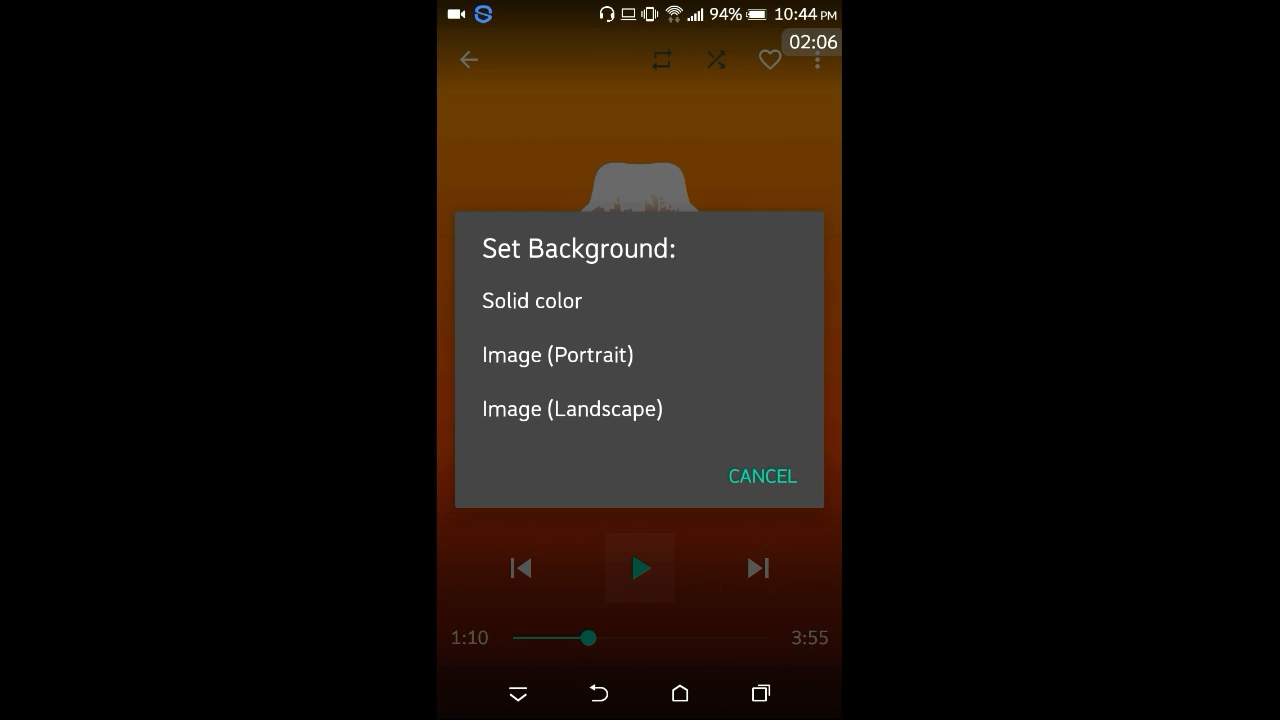 94% 10:44 PM
02:06
Set Background:
Solid color
Image (Portrait)
Image (Landscape)
CANCEL
1:10 3:55